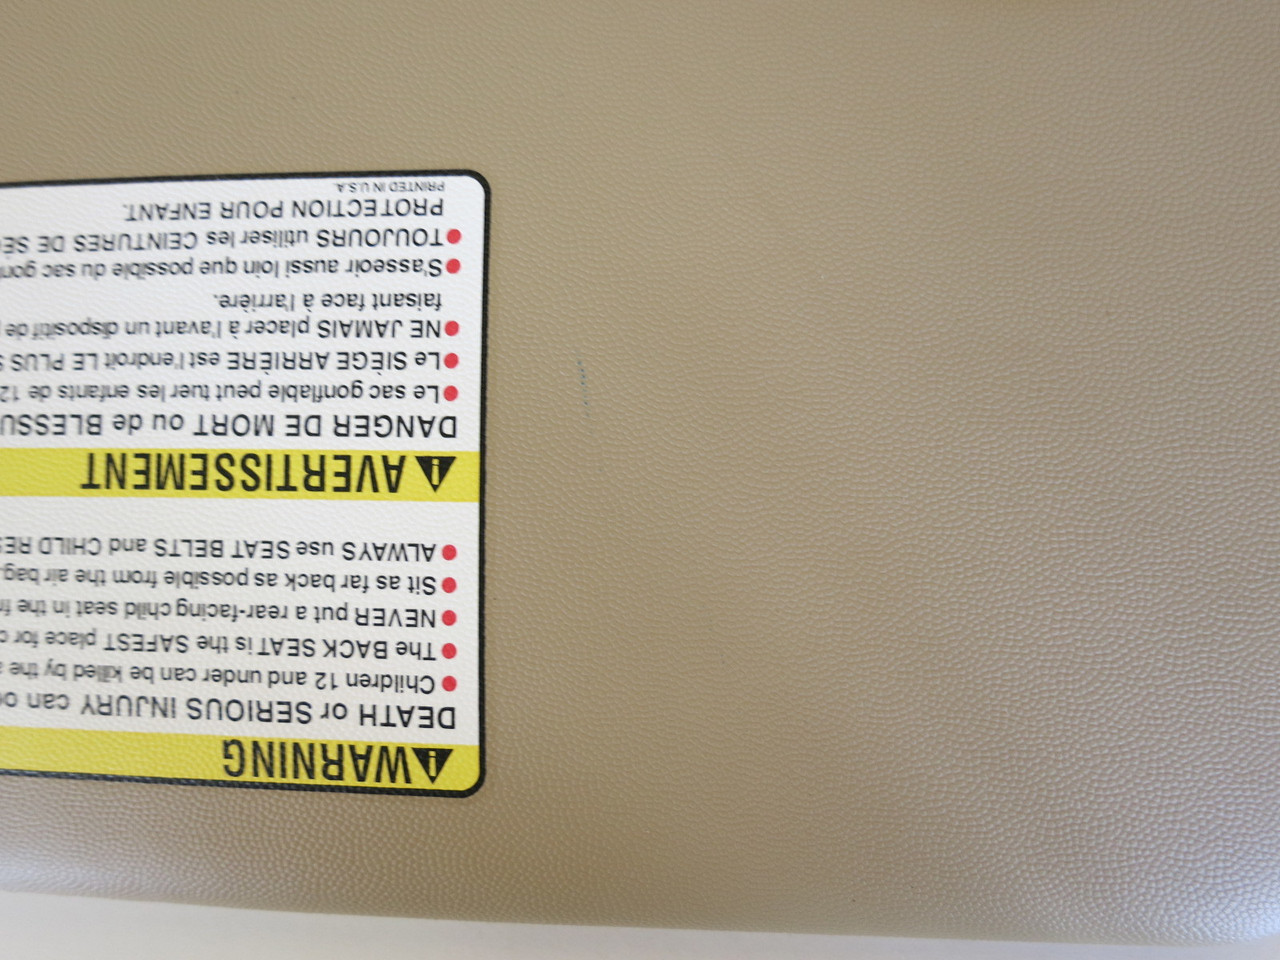 WARNING
DEATH or SERIOUS INJURY can
Children 12 and under can be killed by the
The BACK SEAT is the SAFEST place for
NEVER put a rear-facing child seat in the
Sit as far back as possible from the air bag.
ALWAYS use SEAT BELTS and CHILD
AVERTISSEMENT
DANGER DE MORT ou de
Le sac gonflable peut tuer les enfants de 12
Le SIÈGE ARRIÈRE est l'endroit LE PLUS
NE JAMAIS placer à l'avant un dispositif de
faisant face à l'arrière.
S'asseoir aussi loin que possible du sac
TOUJOURS utiliser les CEINTURES DE
PROTECTION POUR ENFANT.
PRINTED IN U.S.A.